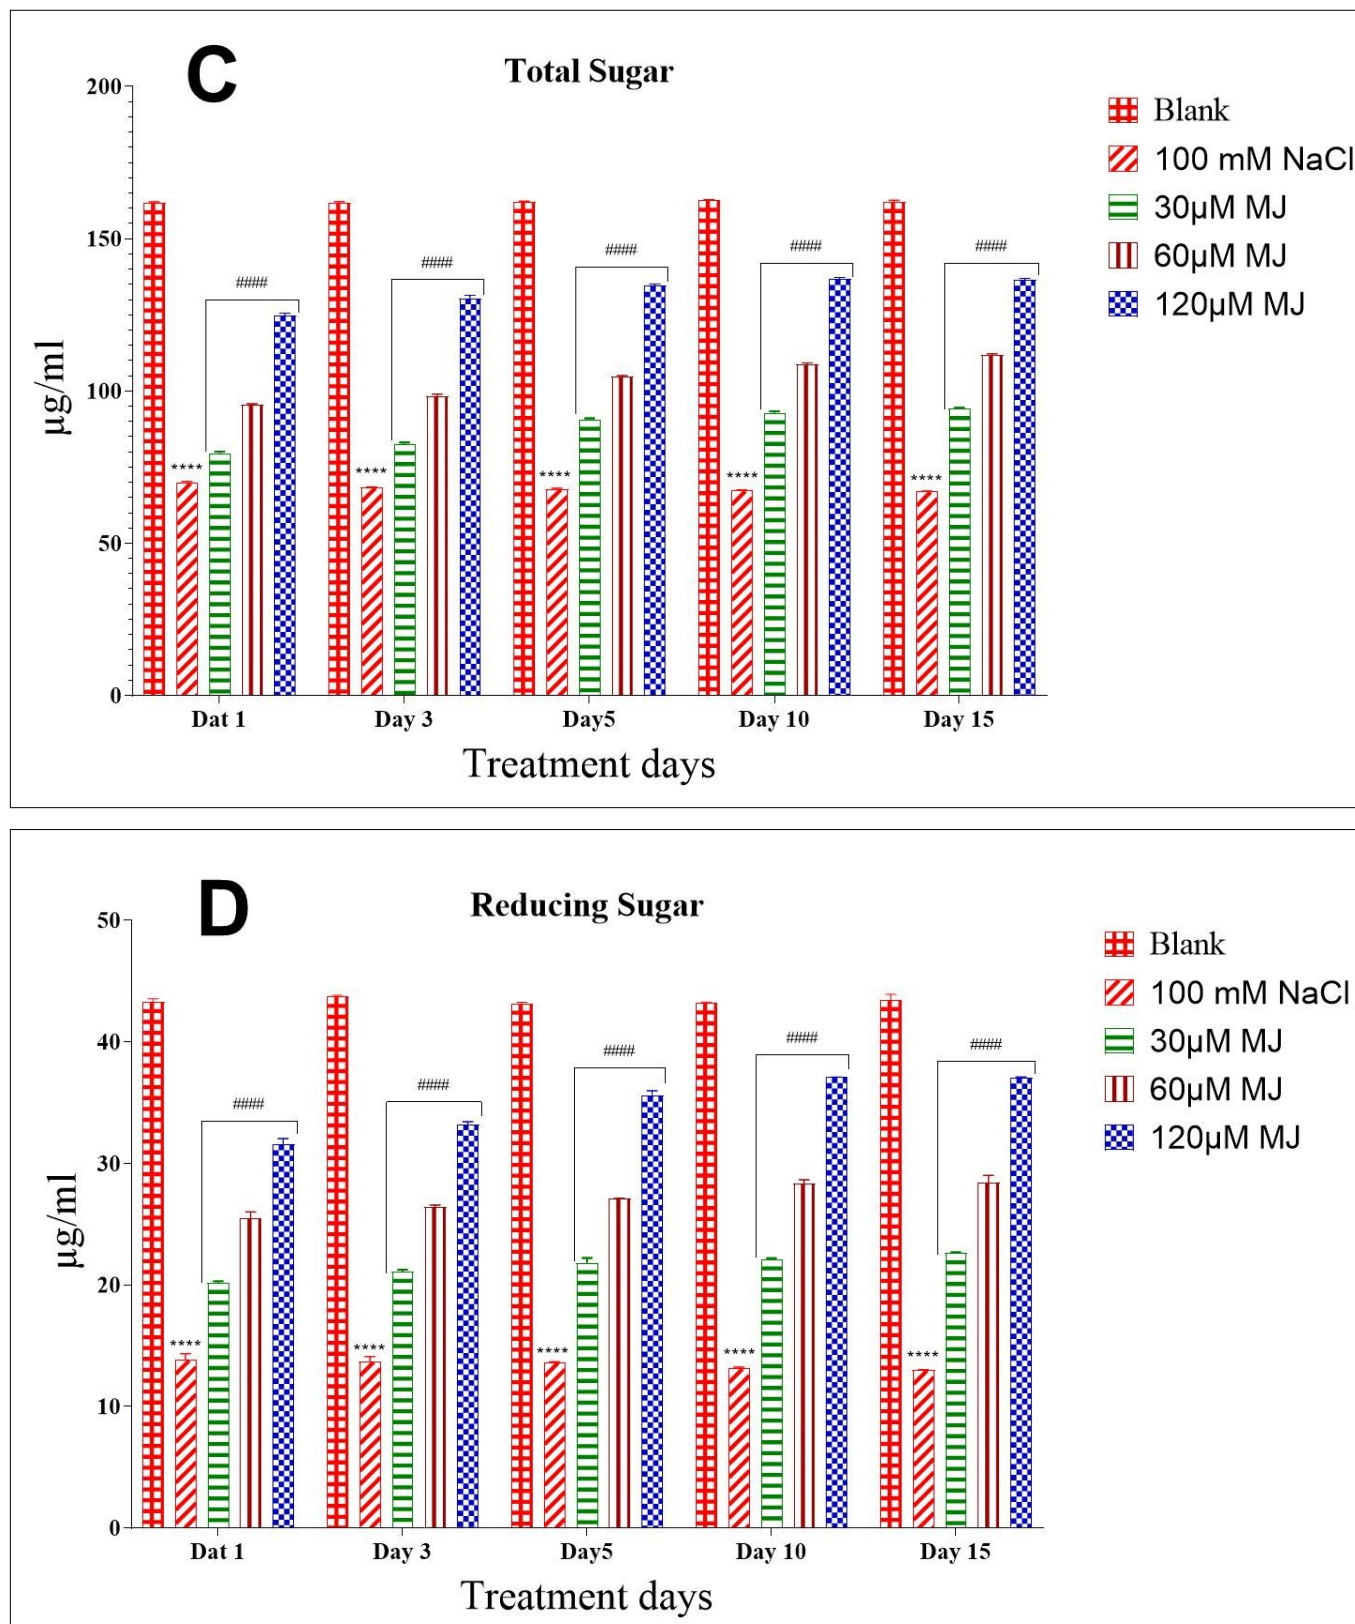 C
Total Sugar
200
150
100
50
0
µg/ml
####
####
####
####
####
****
****
****
****
****
Dat 1
Day 3
Day5
Day 10
Day 15
Treatment days
Blank
100 mM NaCl
30µM MJ
60µM MJ
120µM MJ
D
Reducing Sugar
50
40
30
20
10
0
µg/ml
####
####
####
####
####
****
****
****
****
****
Dat 1
Day 3
Day5
Day 10
Day 15
Treatment days
Blank
100 mM NaCl
30µM MJ
60µM MJ
120µM MJ